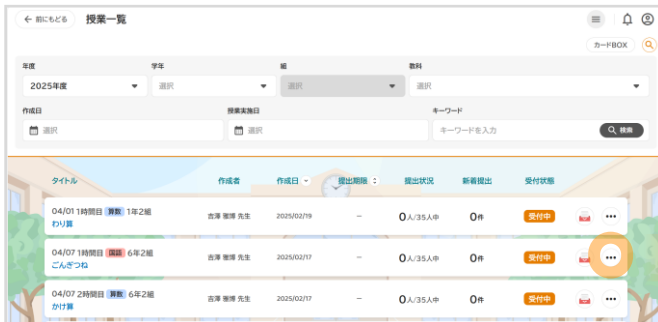 ← 前にもどる 授業一覧
カードBOX
年度 学年 組 教科
2025年度 選択 選択 選択
作成日 授業実施日 キーワード
選択 選択 キーワードを入力 検索
タイトル 作成者 作成日 提出期限 提出状況 新着提出 受付状態
04/01 1時間目 算数 1年2組
わり算
吉澤 雅博 先生 2025/02/19 – 0人/35人中 0件 受付中 •••
04/07 1時間目 国語 6年2組
ごんぎつね
吉澤 雅博 先生 2025/02/17 – 0人/35人中 0件 受付中 •••
04/07 2時間目 算数 6年2組
かけ算
吉澤 雅博 先生 2025/02/17 – 0人/35人中 0件 受付中 •••